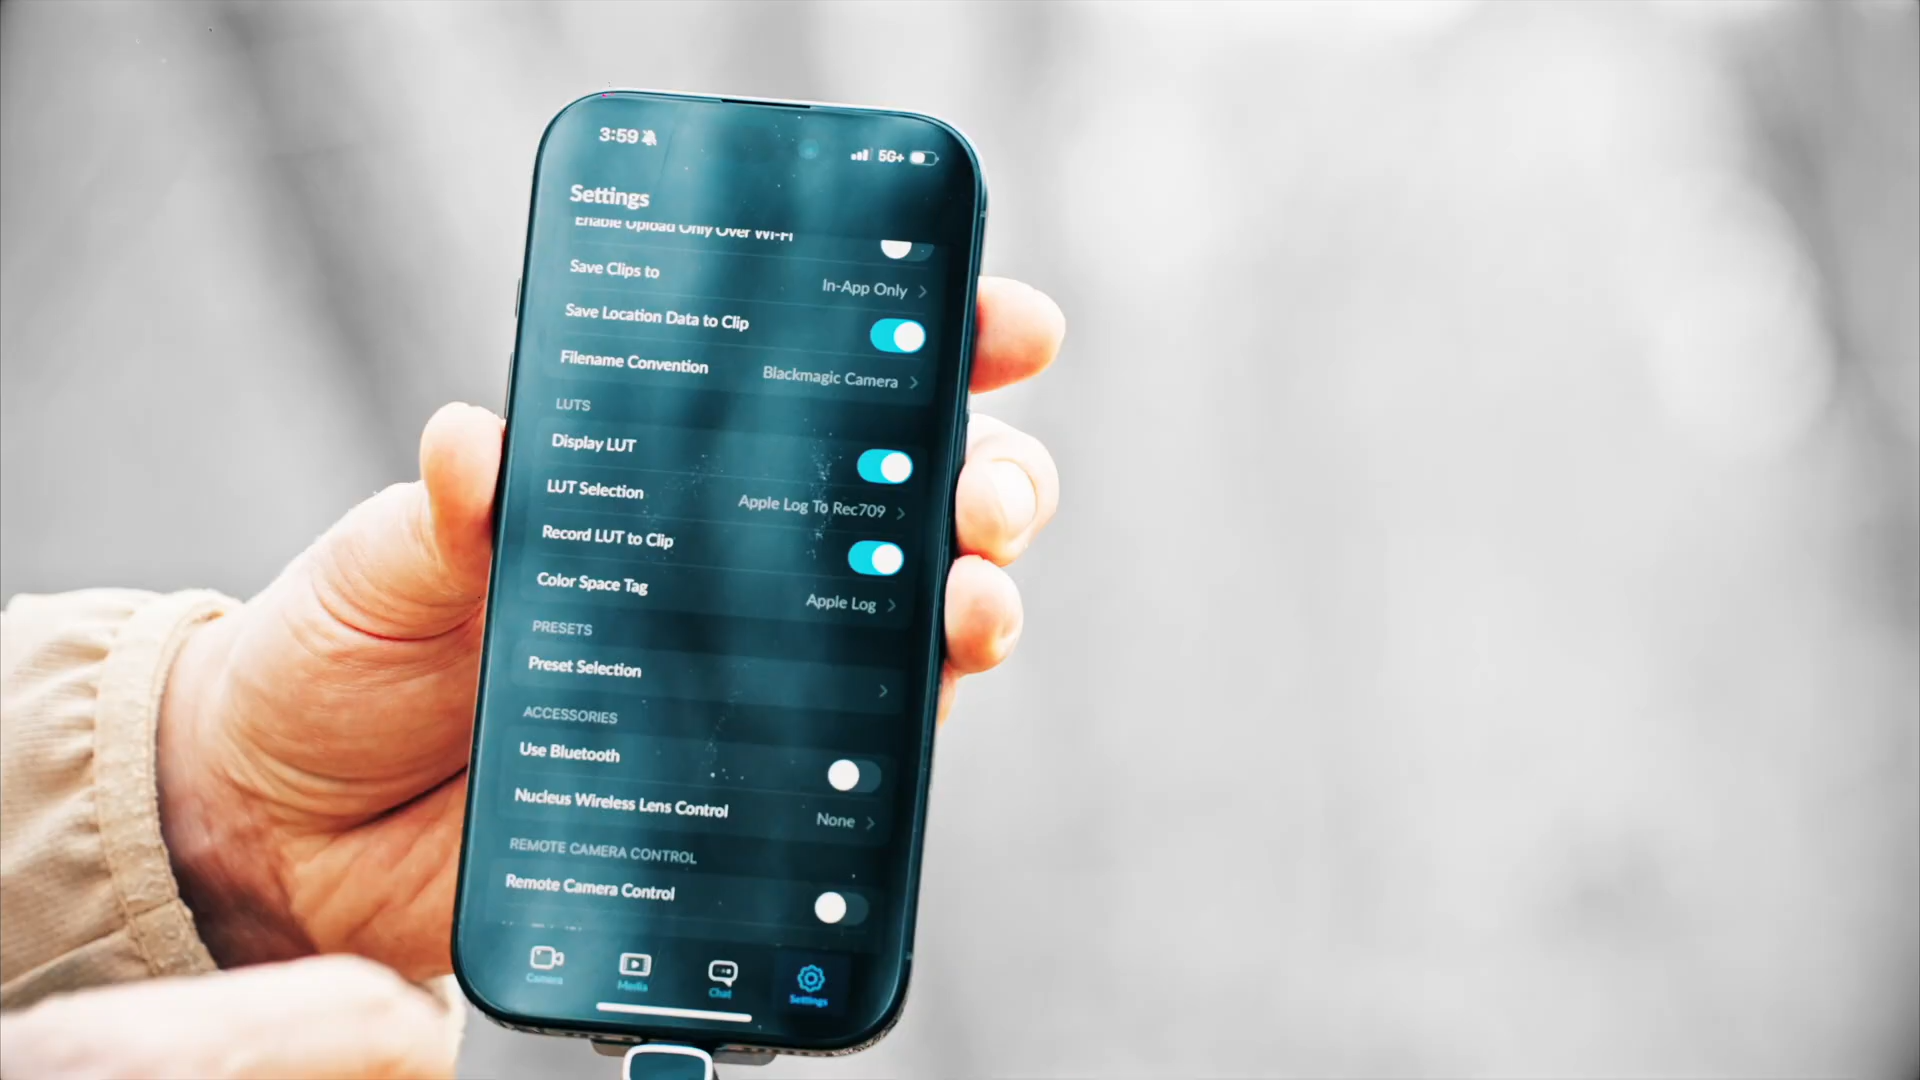 3:59
5G+
Settings
Enable Upload Only Over Wi-Fi
Save Clips to
In-App Only
Save Location Data to Clip
Filename Convention
Blackmagic Camera
LUTS
Display LUT
LUT Selection
Apple Log To Rec709
Record LUT to Clip
Color Space Tag
Apple Log
PRESETS
Preset Selection
ACCESSORIES
Use Bluetooth
Nucleus Wireless Lens Control
None
REMOTE CAMERA CONTROL
Remote Camera Control
Camera
Media
Chat
Settings